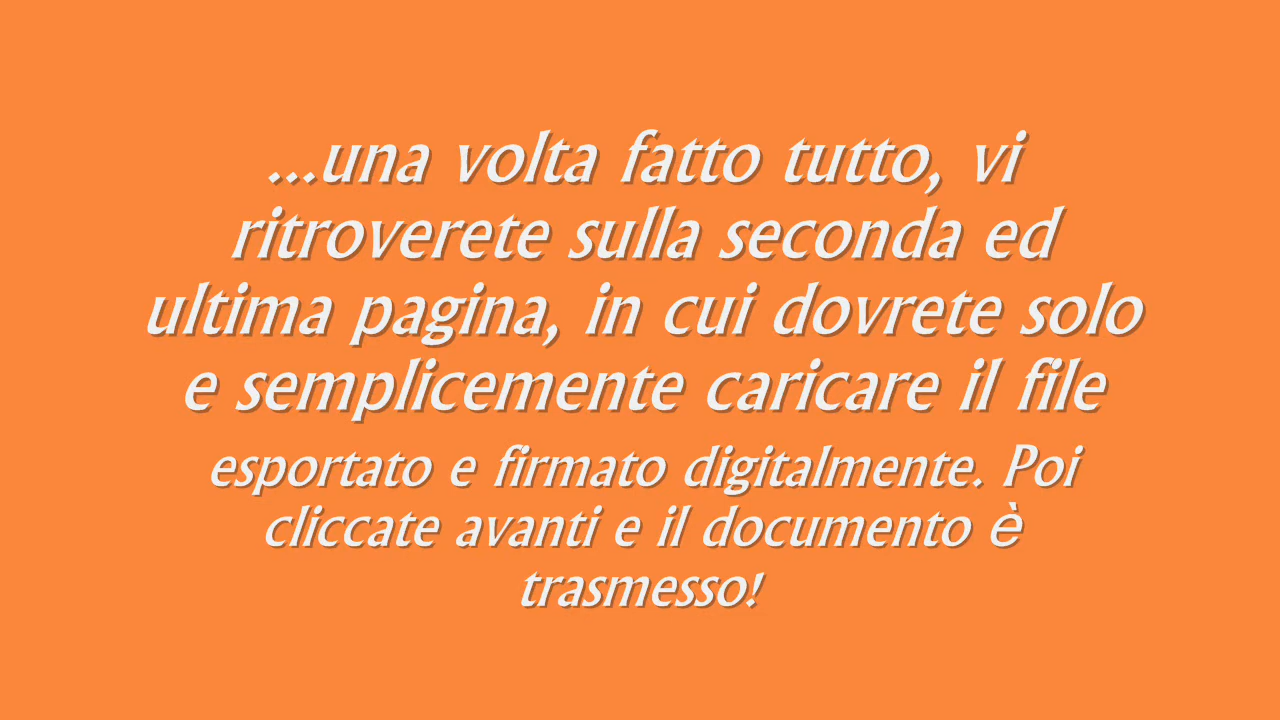 ...una volta fatto tutto, vi
ritroverete sulla seconda ed
ultima pagina, in cui dovrete solo
e semplicemente caricare il file
esportato e firmato digitalmente. Poi
cliccate avanti e il documento è
trasmesso!